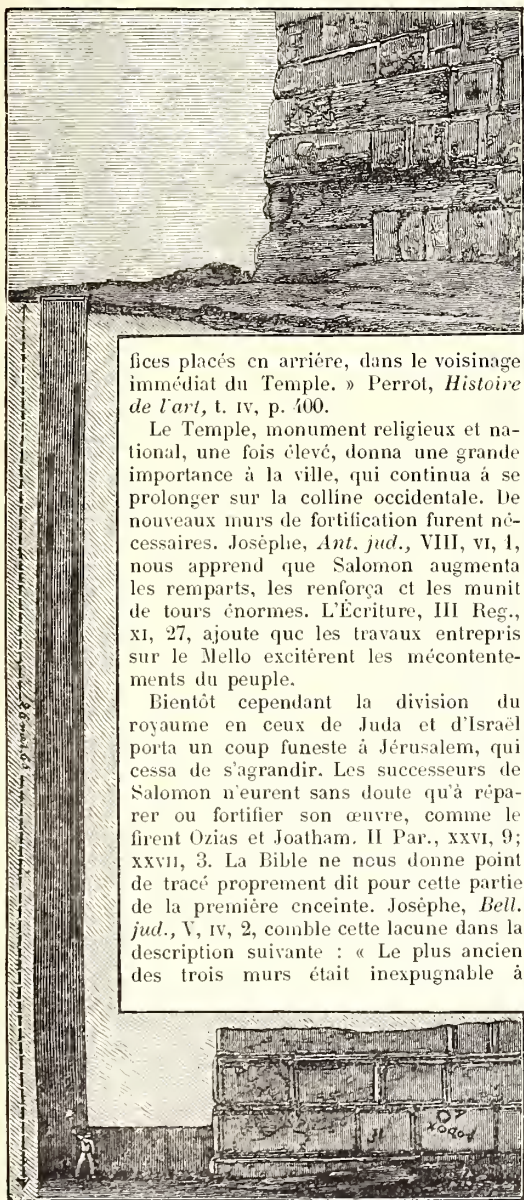 fices placés en arrière, dans le voisinage
immédiat du Temple. » Perrot, Histoire
de l'art, t. IV, p. 400.
Le Temple, monument religieux et na-
tional, une fois élevé, donna une grande
importance à la ville, qui continua à se
prolonger sur la colline occidentale. De
nouveaux murs de fortification furent né-
cessaires. Josèphe, Ant. jud., VIII, VI, 1,
nous apprend que Salomon augmenta
les remparts, les renforça et les munit
de tours énormes. L'Écriture, III Reg.,
XI, 27, ajoute que les travaux entrepris
sur le Mello excitèrent les mécontente-
ments du peuple.
Bientôt cependant la division du
royaume en ceux de Juda et d'Israël
porta un coup funeste à Jérusalem, qui
cessa de s'agrandir. Les successeurs de
Salomon n'eurent sans doute qu'à répa-
rer ou fortifier son œuvre, comme le
firent Ozias et Joatham. II Par., XXVI, 9;
XXVII, 3. La Bible ne nous donne point
de tracé proprement dit pour cette partie
de la première enceinte. Josèphe, Bell.
jud., V, IV, 2, comble cette lacune dans la
description suivante : « Le plus ancien
des trois murs était inexpugnable à